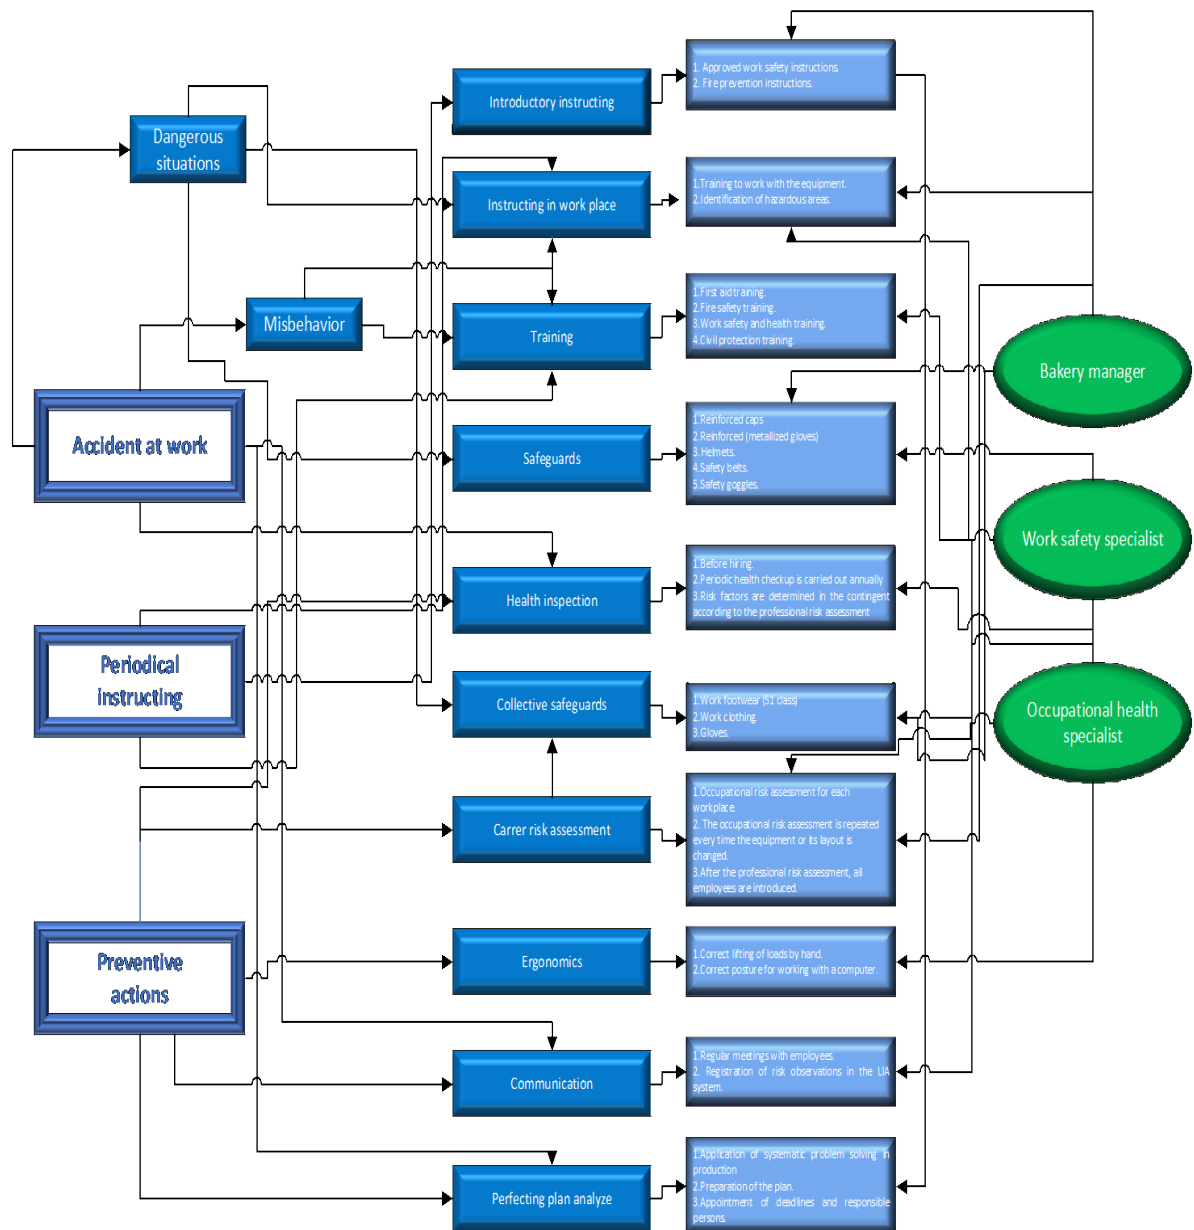 Introductory instructing
1. Approved work safety instructions.
2. Fire prevention instructions.
Dangerous
situations
Instructing in work place
1.Training to work with the equipment.
2. Identification of hazardous areas.
Misbehavior
Training
1.First aid training.
2.Fire safety training.
3.Work safety and health training.
4.Civil protection training.
Bakery manager
Accident at work
Safeguards
1.Reinforced caps
2.Reinforced (metallized gloves)
3.Helmets.
4.Safety belts.
5.Safety goggles.
Work safety specialist
Health inspection
1.Before hiring.
2.Periodic health checkup is carried out annually
3.Risk factors are determined in the contingent
according to the professional risk assessment
Periodical
instructing
Collective safeguards
1.Work footwear (S1 class)
2.Work clothing.
3.Gloves.
Occupational health
specialist
Carrer risk assessment
1.Occupational risk assessment for each
workplace.
2. The occupational risk assessment is repeated
every time the equipment or its layout is
changed.
3.After the professional risk assessment, all
employees are introduced.
Preventive
actions
Ergonomics
1.Correct lifting of loads by hand.
2.Correct posture for working with a computer.
Communication
1.Regular meetings with employees.
2. Registration of risk observations in the LIA
system.
Perfecting plan analyze
1.Application of systematic problem solving in
production
2.Preparation of the plan.
3.Appointment of deadlines and responsible
persons.